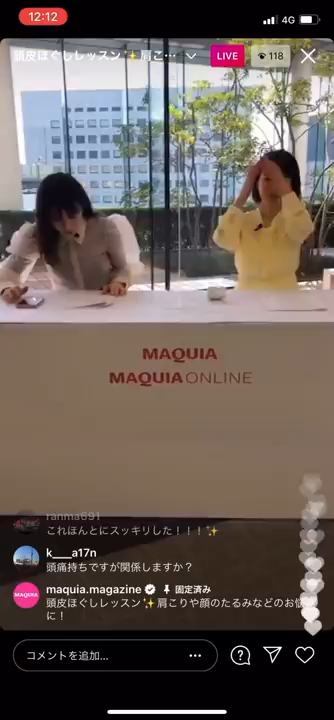 12:12
4G
頭皮ほぐしレッスン✨肩こ…
LIVE
118
MAQUIA
MAQUIA ONLINE
ranma691
これほんとにスッキリした！！！✨
k___a17n
頭痛持ちですが関係しますか？
MAQUIA
maquia.magazine 固定済み
頭皮ほぐしレッスン✨肩こりや顔のたるみなどのお悩み
に！
コメントを追加...